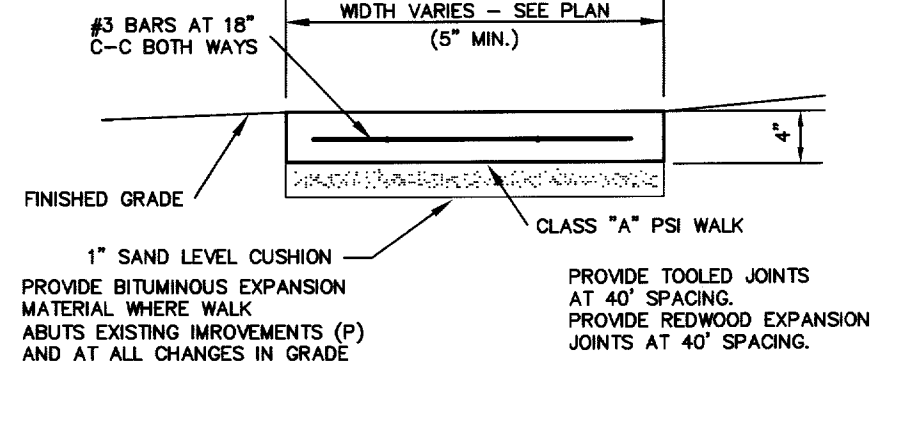 WIDTH VARIES - SEE PLAN
(5" MIN.)
#3 BARS AT 18"
C-C BOTH WAYS
4"
FINISHED GRADE
CLASS "A" PSI WALK
1" SAND LEVEL CUSHION
PROVIDE BITUMINOUS EXPANSION
MATERIAL WHERE WALK
ABUTS EXISTING IMROVEMENTS (P)
AND AT ALL CHANGES IN GRADE
PROVIDE TOOLED JOINTS
AT 40' SPACING.
PROVIDE REDWOOD EXPANSION
JOINTS AT 40' SPACING.